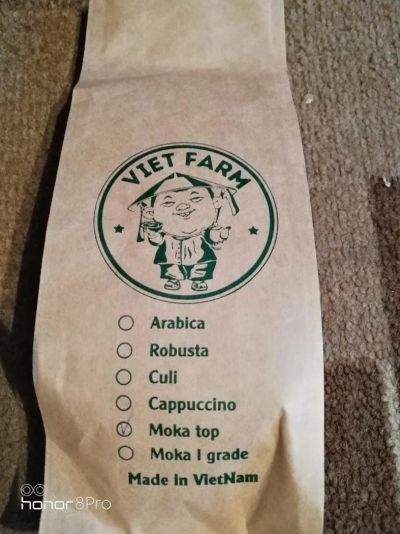 VIET FARM
Arabica
Robusta
Culi
Cappuccino
Moka top
Moka I grade
Made in VietNam
honor 8Pro